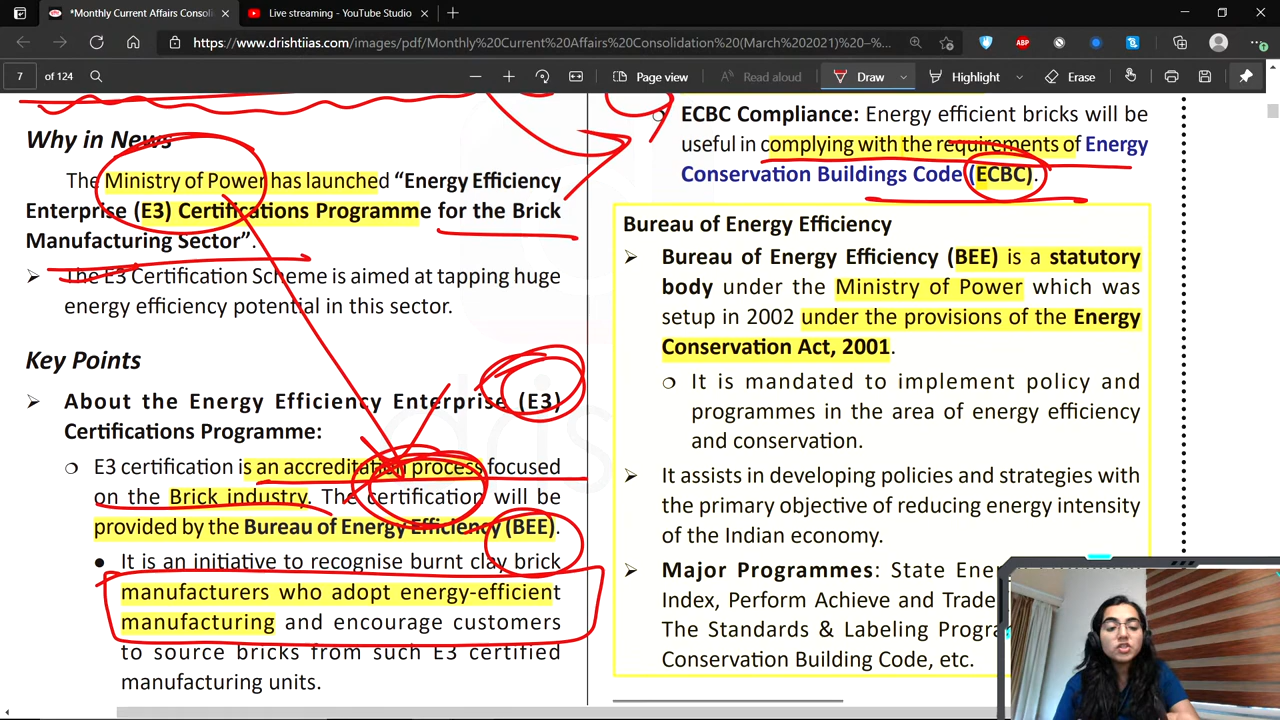 *Monthly Current Affairs Consoli
Live streaming - YouTube Studio
https://www.drishtiias.com/images/pdf/Monthly%20Current%20Affairs%20Consolidation%20(March%202021)%20–%...
ABP
7 of 124
Page view
Read aloud
Draw
Highlight
Erase
Why in News
The Ministry of Power has launched “Energy Efficiency
Enterprise (E3) Certifications Programme for the Brick
Manufacturing Sector”.
The E3 Certification Scheme is aimed at tapping huge
energy efficiency potential in this sector.
Key Points
About the Energy Efficiency Enterprise (E3)
Certifications Programme:
E3 certification is an accreditation process focused
on the Brick industry. The certification will be
provided by the Bureau of Energy Efficiency (BEE).
It is an initiative to recognise burnt clay brick
manufacturers who adopt energy-efficient
manufacturing and encourage customers
to source bricks from such E3 certified
manufacturing units.
ECBC Compliance: Energy efficient bricks will be
useful in complying with the requirements of Energy
Conservation Buildings Code (ECBC).
Bureau of Energy Efficiency
Bureau of Energy Efficiency (BEE) is a statutory
body under the Ministry of Power which was
setup in 2002 under the provisions of the Energy
Conservation Act, 2001.
It is mandated to implement policy and
programmes in the area of energy efficiency
and conservation.
It assists in developing policies and strategies with
the primary objective of reducing energy intensity
of the Indian economy.
Major Programmes: State Ener
Index, Perform Achieve and Trade
The Standards & Labeling Progra
Conservation Building Code, etc.